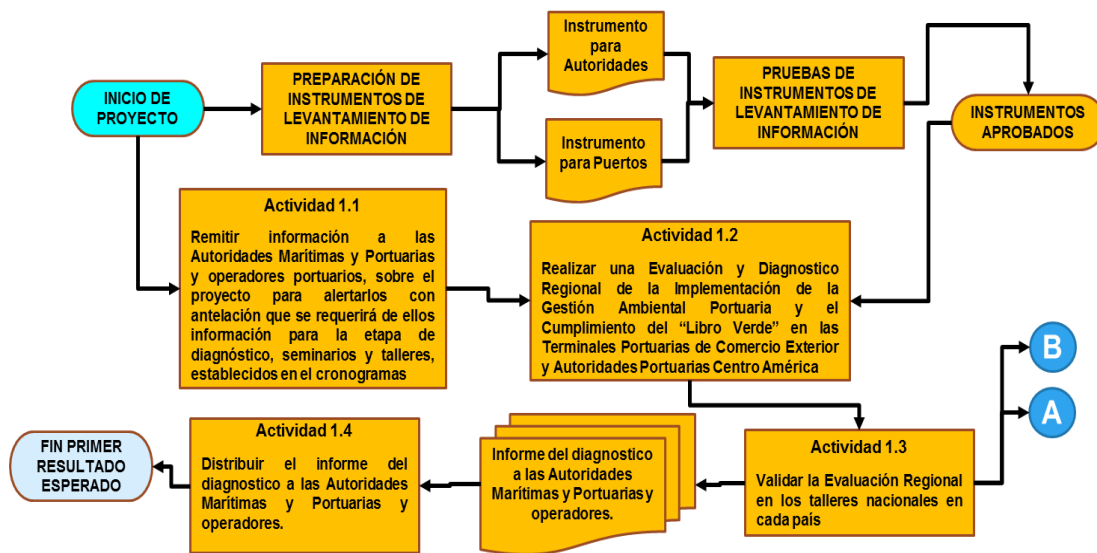 INICIO DE
PROYECTO
PREPARACIÓN DE
INSTRUMENTOS DE
LEVANTAMIENTO DE
INFORMACIÓN
Instrumento
para
Autoridades
Instrumento
para Puertos
PRUEBAS DE
INSTRUMENTOS DE
LEVANTAMIENTO DE
INFORMACIÓN
INSTRUMENTOS
APROBADOS
Actividad 1.1
Remitir información a las
Autoridades Marítimas y Portuarias
y operadores portuarios, sobre el
proyecto para alertarlos con
antelación que se requerirá de ellos
información para la etapa de
diagnóstico, seminarios y talleres,
establecidos en el cronogramas
Actividad 1.2
Realizar una Evaluación y Diagnostico
Regional de la Implementación de la
Gestión Ambiental Portuaria y el
Cumplimiento del “Libro Verde” en las
Terminales Portuarias de Comercio Exterior
y Autoridades Portuarias Centro América
B
A
Actividad 1.3
Validar la Evaluación Regional
en los talleres nacionales en
cada país
Informe del diagnostico
a las Autoridades
Marítimas y Portuarias y
operadores.
Actividad 1.4
Distribuir el informe del
diagnostico a las Autoridades
Marítimas y Portuarias y
operadores.
FIN PRIMER
RESULTADO
ESPERADO